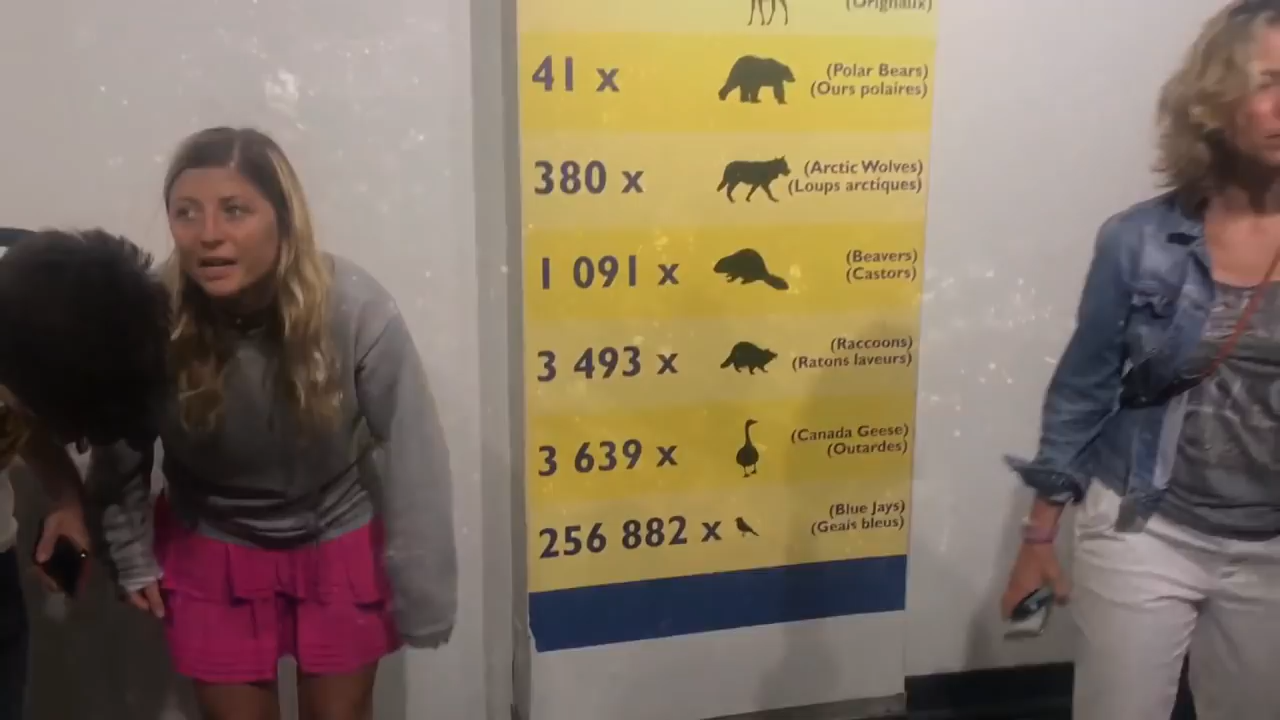 (Orignaux)
41 x
(Polar Bears)
(Ours polaires)
380 x
(Arctic Wolves)
(Loups arctiques)
1 091 x
(Beavers)
(Castors)
3 493 x
(Raccoons)
(Ratons laveurs)
3 639 x
(Canada Geese)
(Outardes)
256 882 x
(Blue Jays)
(Geais bleus)